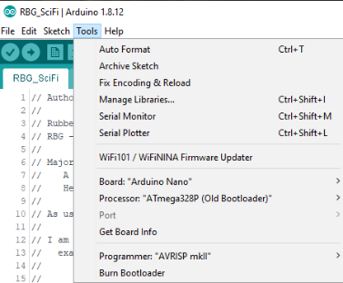 RBG_SciFi | Arduino 1.8.12
File Edit Sketch Tools Help
RBG_SciFi
Auto Format Ctrl+T
Archive Sketch
Fix Encoding & Reload
Manage Libraries... Ctrl+Shift+I
Serial Monitor Ctrl+Shift+M
Serial Plotter Ctrl+Shift+L
WiFi101 / WiFiNINA Firmware Updater
Board: "Arduino Nano"
Processor: "ATmega328P (Old Bootloader)"
Port
Get Board Info
Programmer: "AVRISP mkII"
Burn Bootloader
1 // Autho
2 //
3 // Rubbe
4 // RBG -
5 //
6 // Major
7 // A
8 // He
9 //
10 // As us
11 //
12 // I am
13 // exa
14 //
15 //